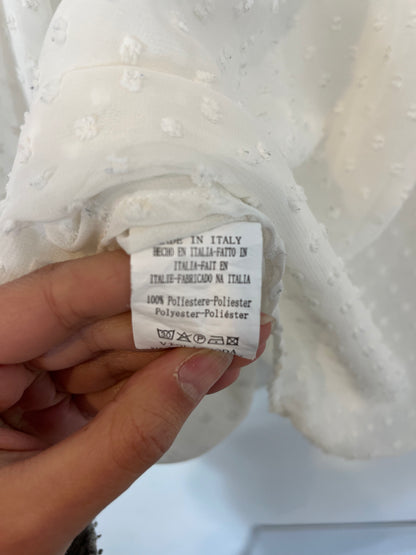 MADE IN ITALY
HECHO EN ITALIA-FATTO IN
ITALIA-FAIT EN
ITALIE-FABRICADO NA ITALIA
100% Poliestere-Poliester
Polyester-Poliéster